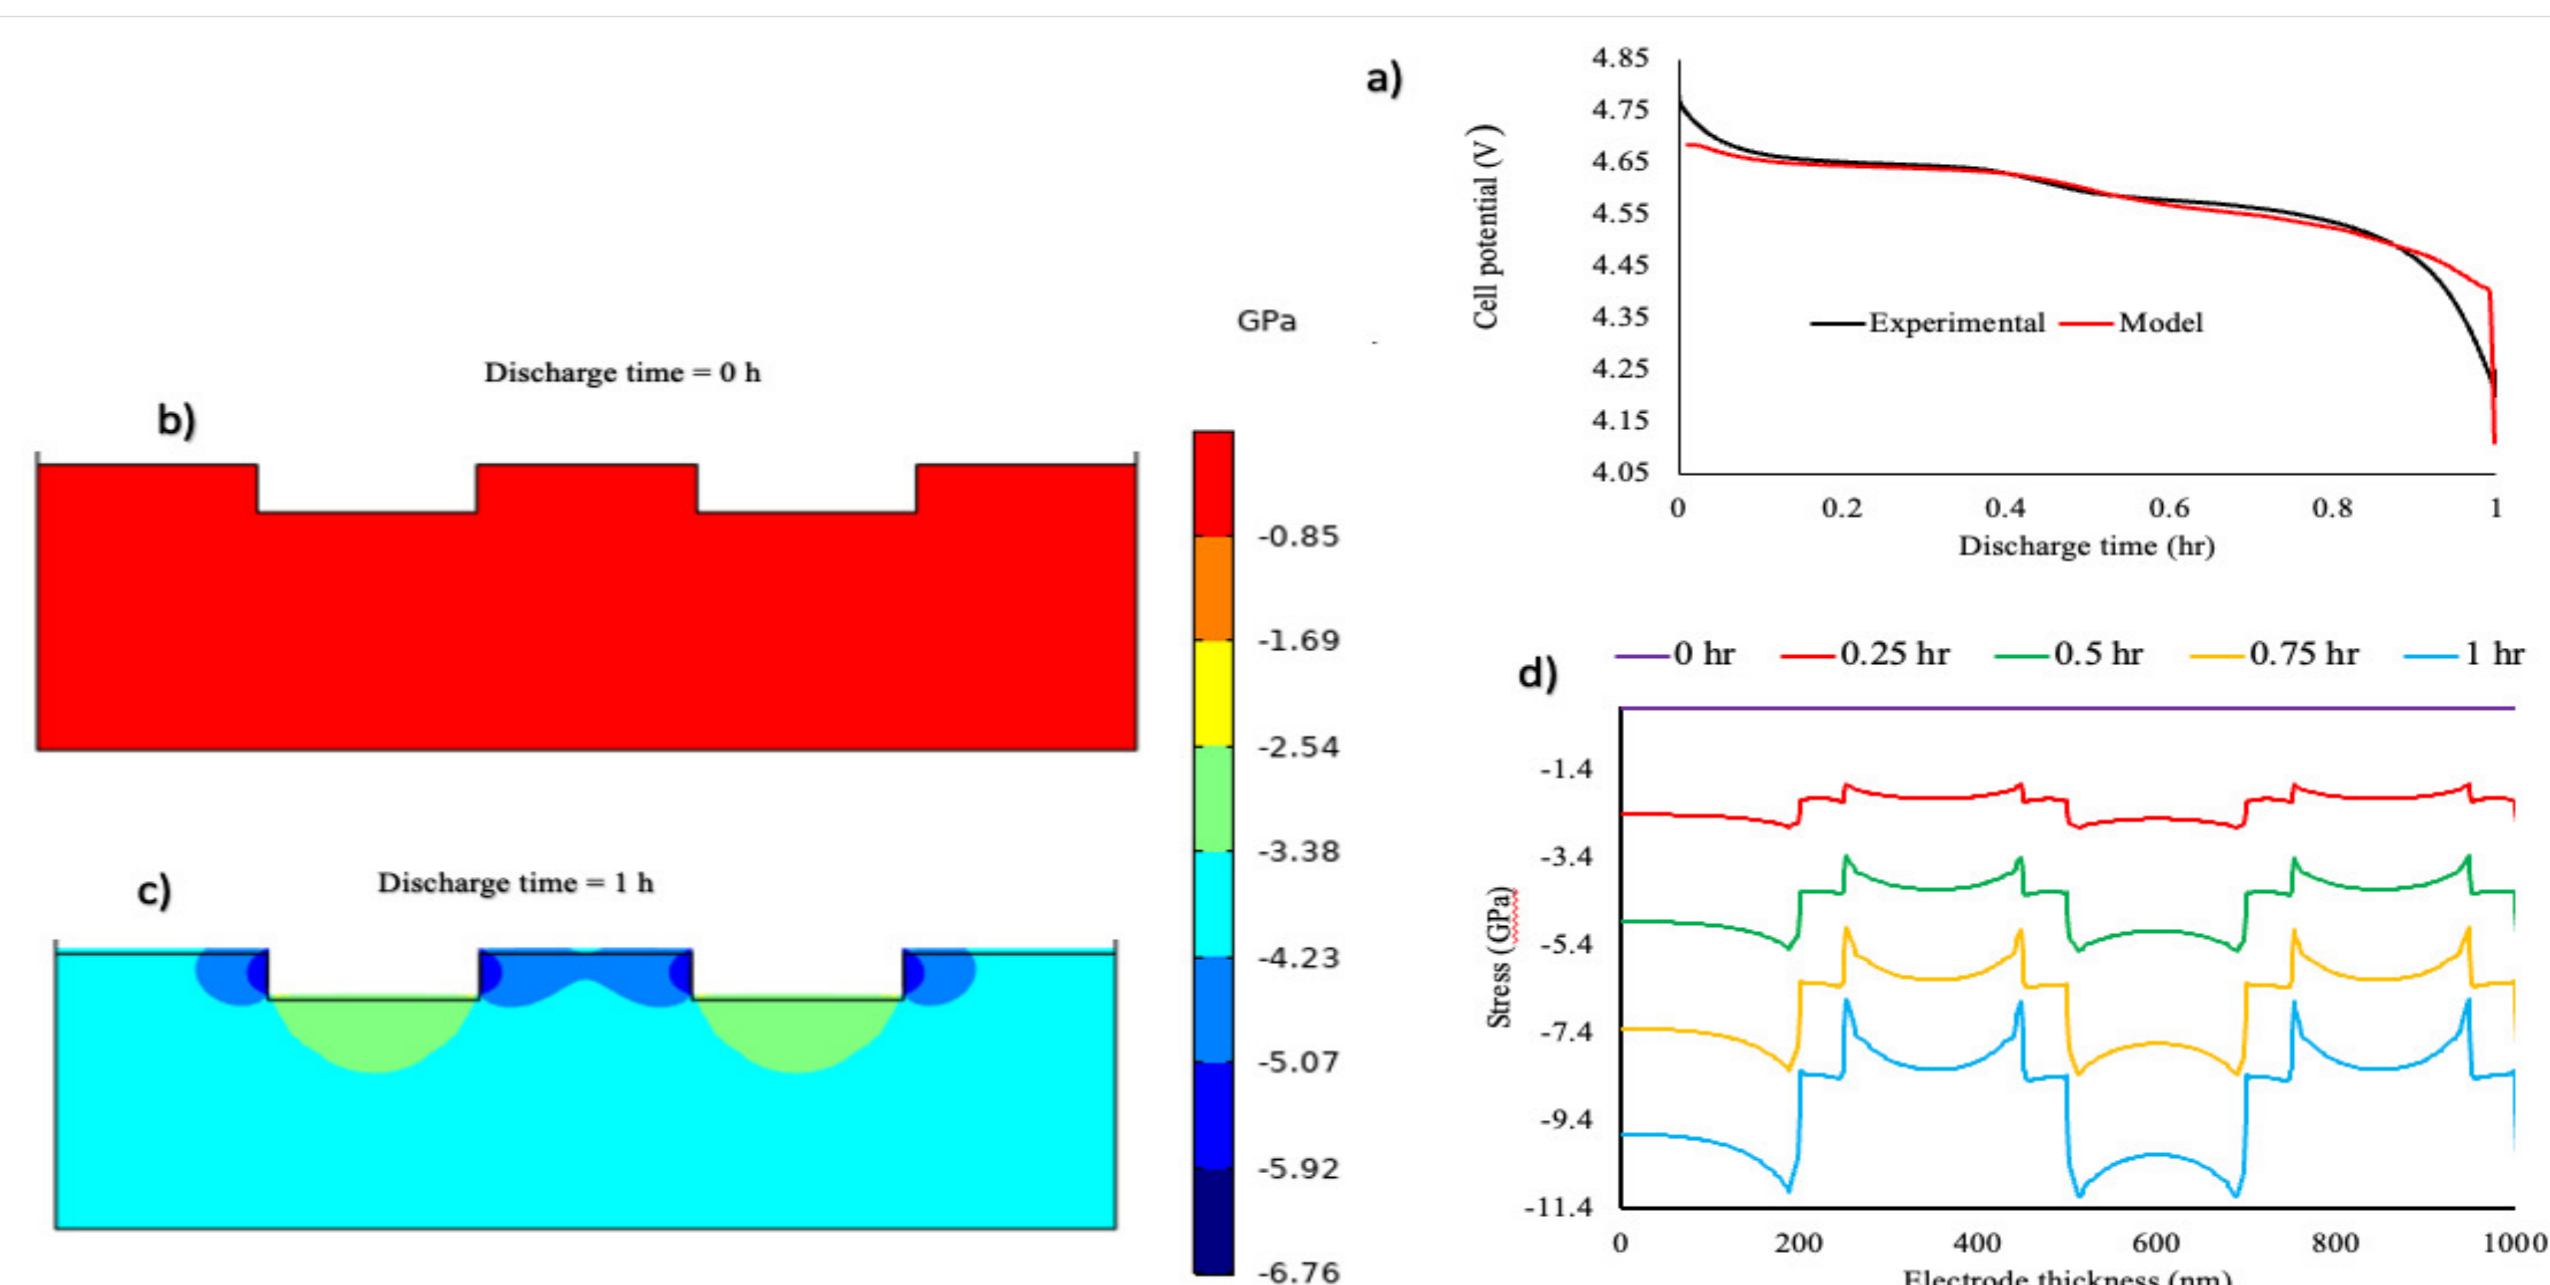 a)
4.85
4.75
4.65
4.55
4.45
4.35
4.25
4.15
4.05
Cell potential (V)
Experimental Model
0 0.2 0.4 0.6 0.8 1
Discharge time (hr)
b)
Discharge time = 0 h
GPa
-0.85
-1.69
-2.54
-3.38
-4.23
-5.07
-5.92
-6.76
c)
Discharge time = 1 h
d)
0 hr 0.25 hr 0.5 hr 0.75 hr 1 hr
-1.4
-3.4
-5.4
-7.4
-9.4
-11.4
Stress (GPa)
0 200 400 600 800 1000
Electrode thickness (nm)